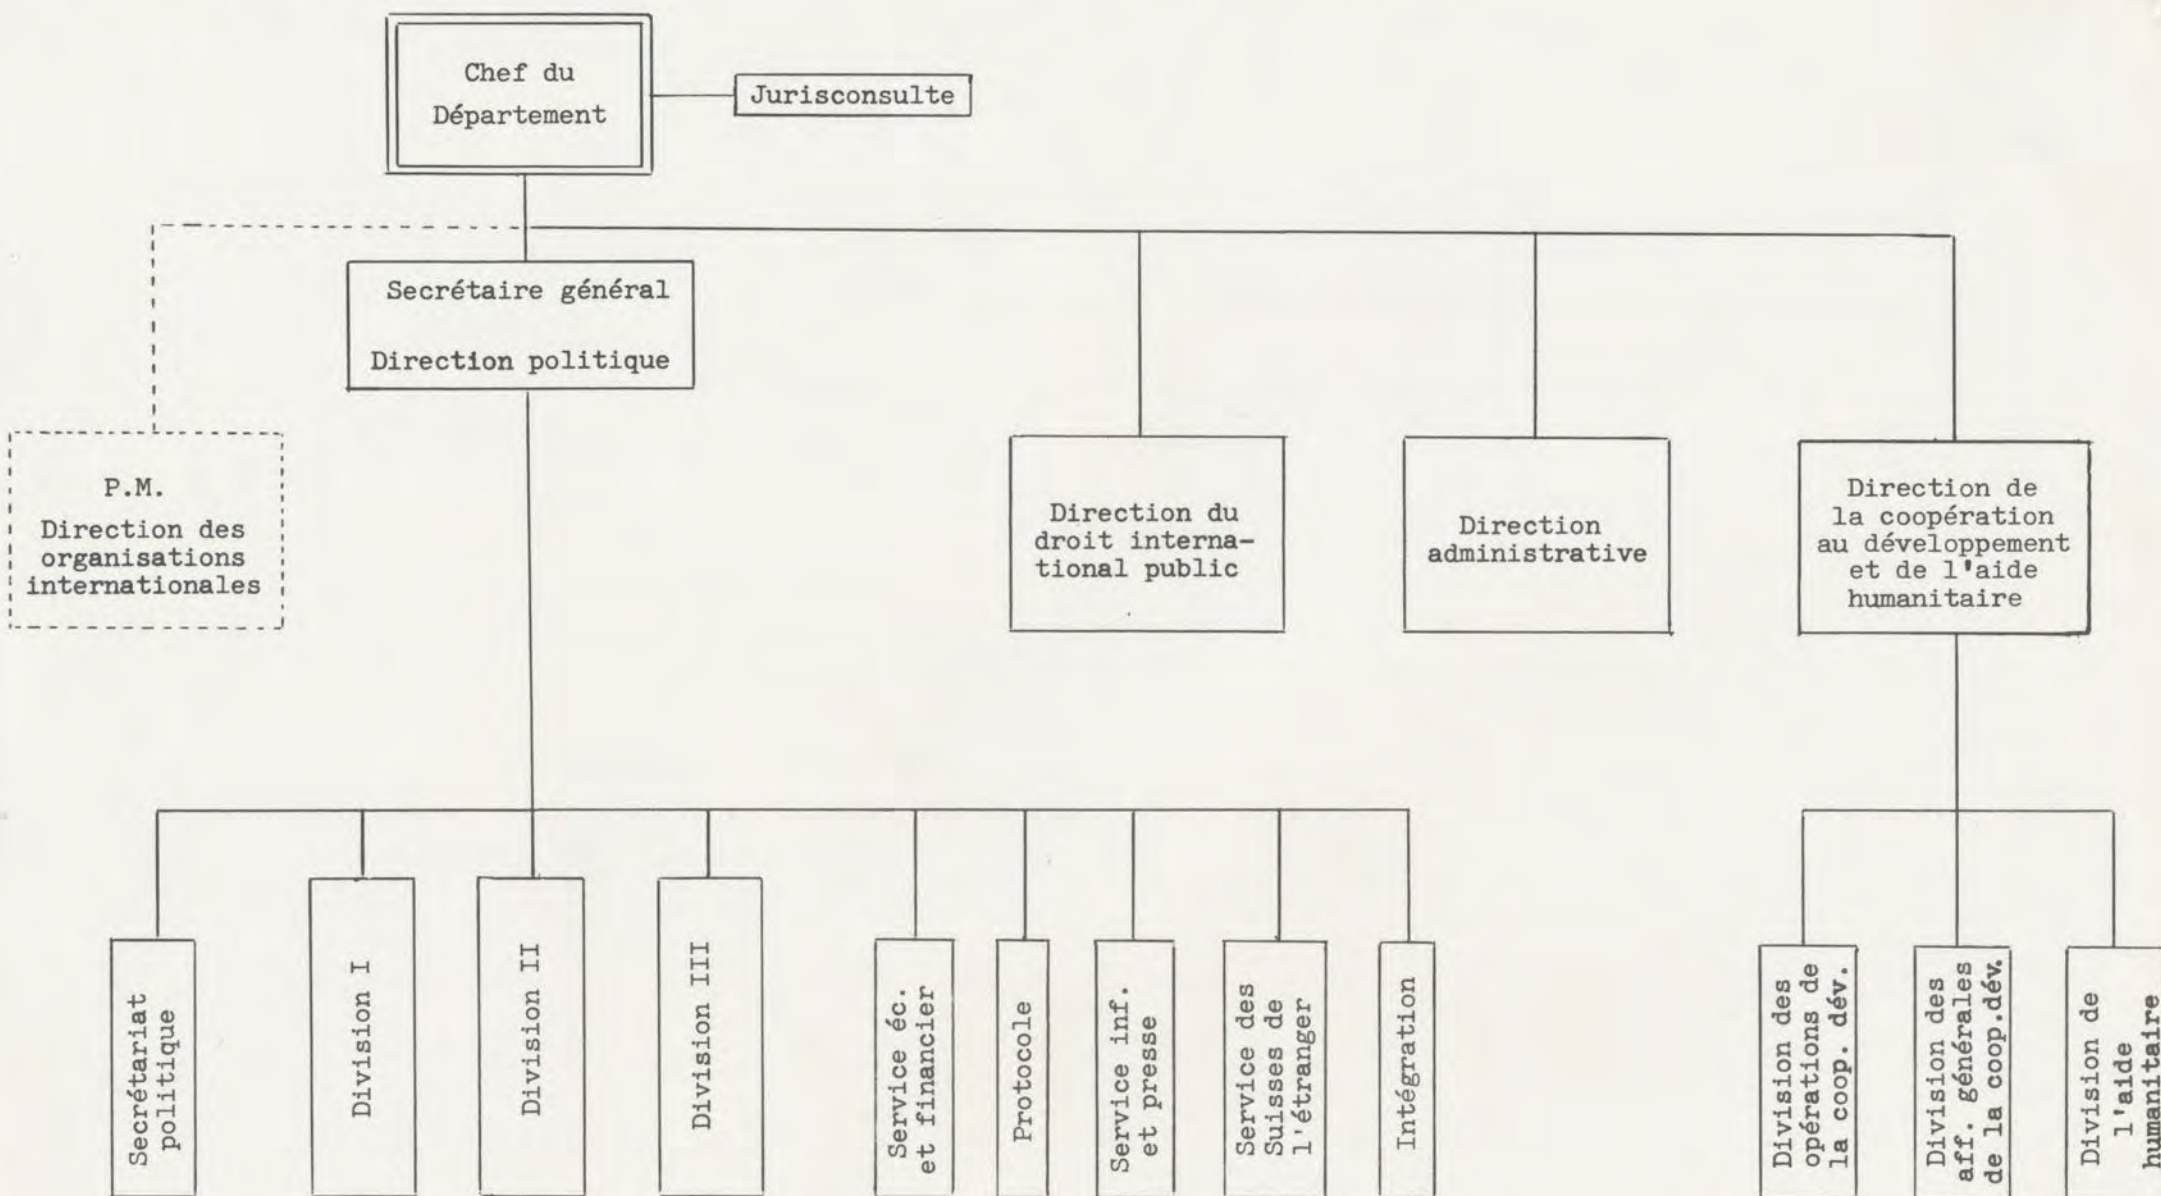 Chef du
Département
Jurisconsulte
Secrétaire général
Direction politique
P.M.
Direction des
organisations
internationales
Direction du
droit interna-
tional public
Direction
administrative
Direction de
la coopération
au développement
et de l'aide
humanitaire
Secrétariat
politique
Division I
Division II
Division III
Service éc.
et financier
Protocole
Service inf.
et presse
Service des
Suisses de
l'étranger
Intégration
Division des
opérations de
la coop. dév.
Division des
aff. générales
de la coop.dév.
Division de
l'aide
humanitaire